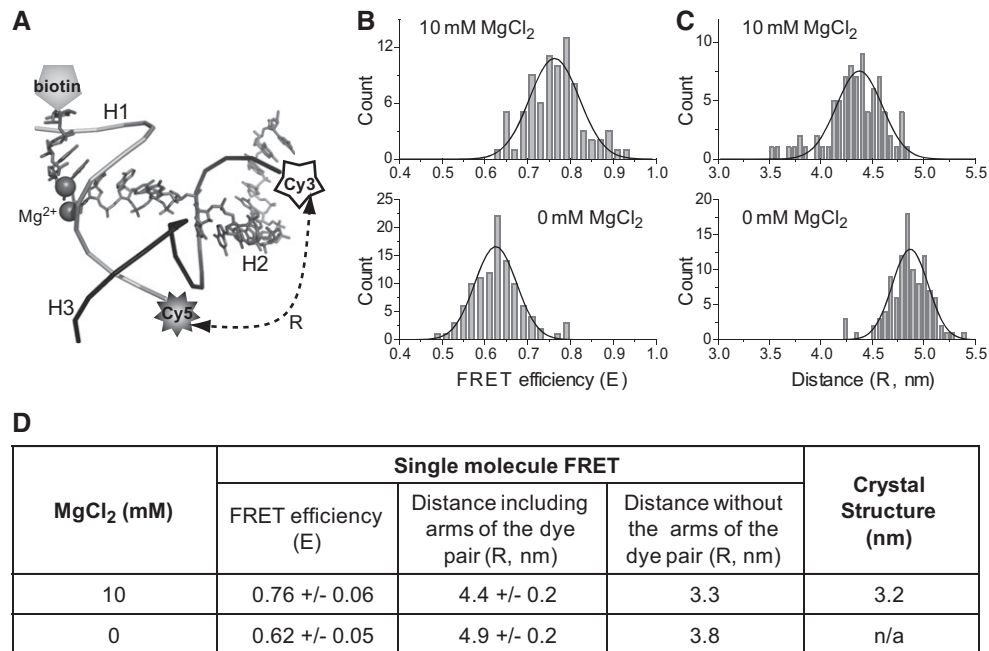 A
biotin
H1
Mg2+
Cy3
H2
H3
Cy5
R
B
10 mM MgCl2
Count
12
6
0
0.4 0.5 0.6 0.7 0.8 0.9 1.0
0 mM MgCl2
Count
25
20
15
10
5
0
0.4 0.5 0.6 0.7 0.8 0.9 1.0
FRET efficiency (E)
C
10 mM MgCl2
Count
10
5
0
3.0 3.5 4.0 4.5 5.0 5.5
0 mM MgCl2
Count
20
15
10
5
0
3.0 3.5 4.0 4.5 5.0 5.5
Distance (R, nm)
D
MgCl2 (mM)
Single molecule FRET
Crystal
Structure
(nm)
FRET efficiency
(E)
Distance including
arms of the dye
pair (R, nm)
Distance without
the arms of the
dye pair (R, nm)
10 0.76 +/- 0.06 4.4 +/- 0.2 3.3 3.2
0 0.62 +/- 0.05 4.9 +/- 0.2 3.8 n/a